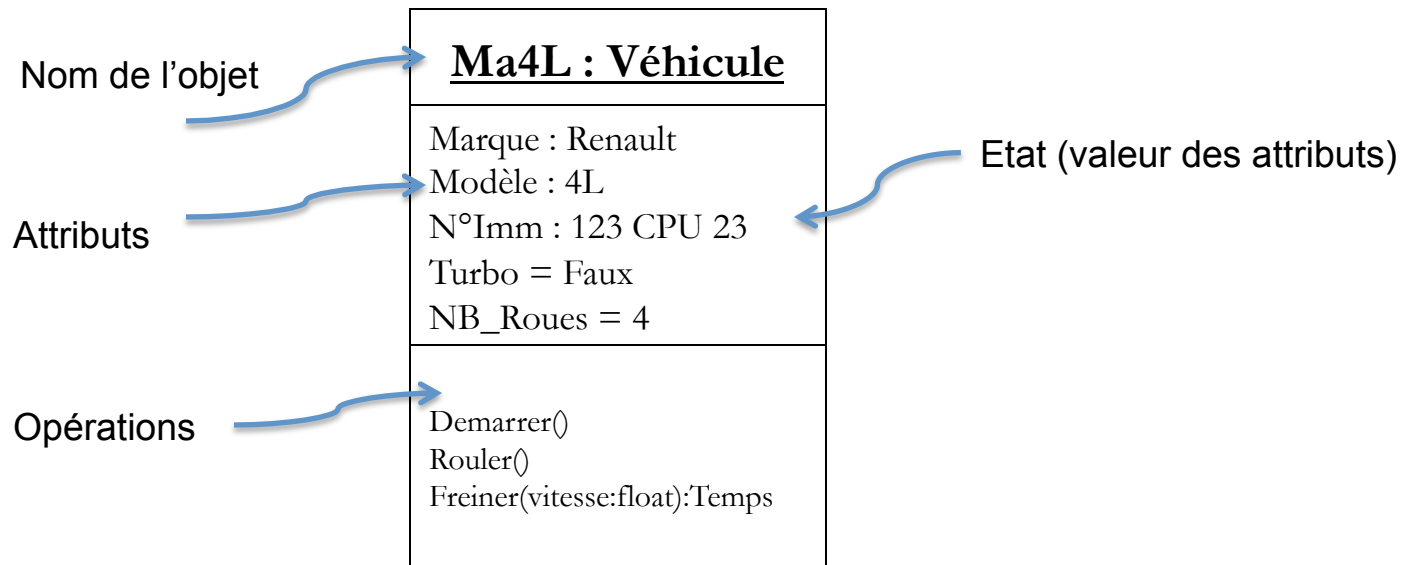 Nom de l’objet
Ma4L : Véhicule
Marque : Renault
Modèle : 4L
N°Imm : 123 CPU 23
Turbo = Faux
NB_Roues = 4
Etat (valeur des attributs)
Attributs
Opérations
Demarrer()
Rouler()
Freiner(vitesse:float):Temps